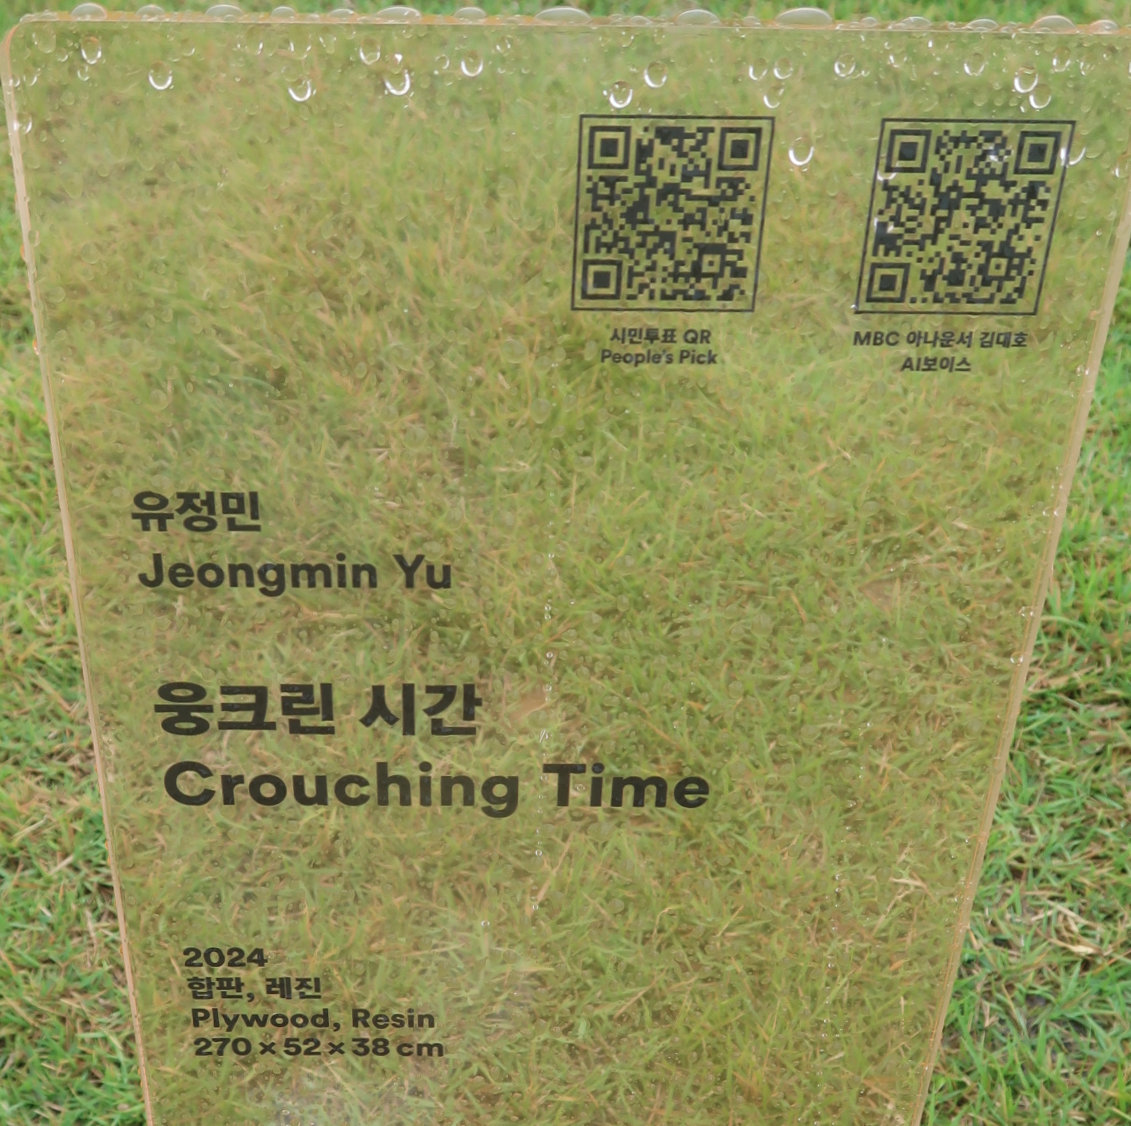 시민투표 QR
People's Pick
MBC 아나운서 김대호
AI보이스
유정민
Jeongmin Yu
웅크린 시간
Crouching Time
2024
합판, 레진
Plywood, Resin
270 × 52 × 38 cm